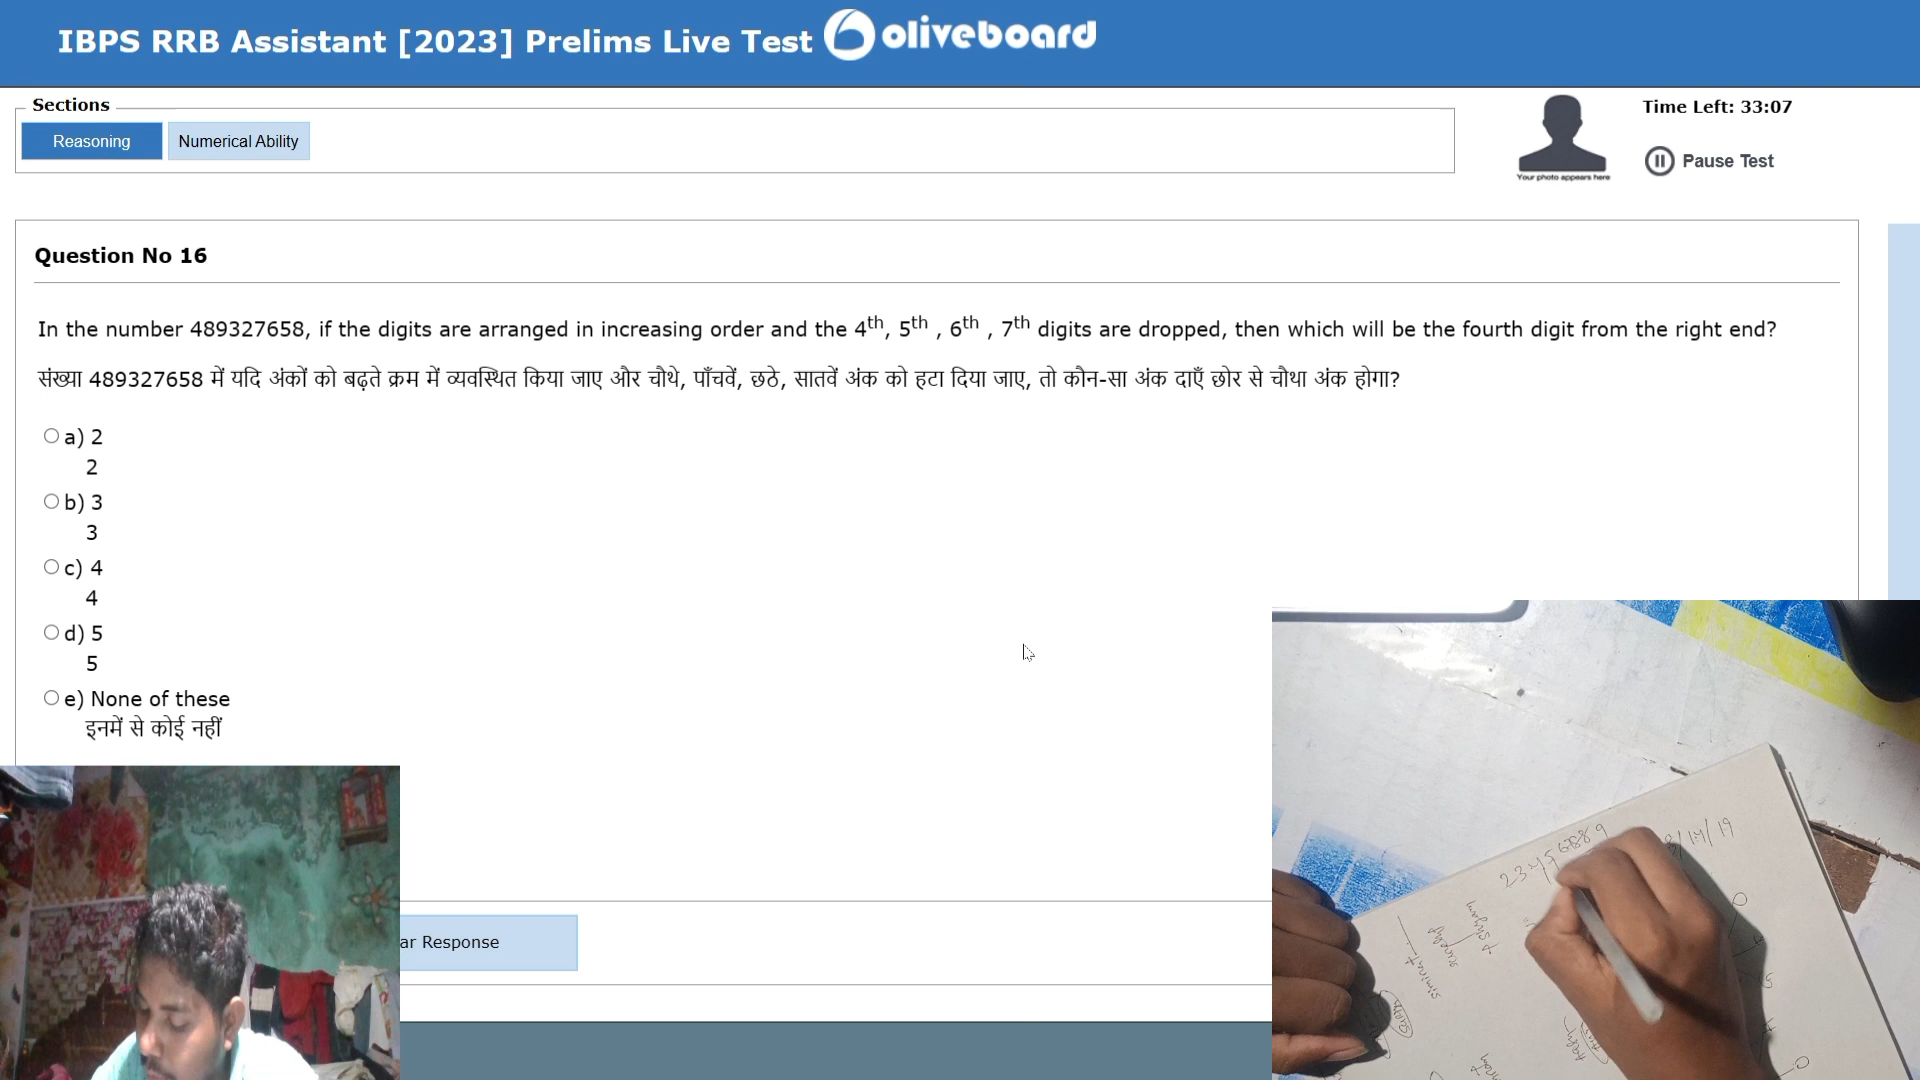 IBPS RRB Assistant [2023] Prelims Live Test oliveboard
Sections
Reasoning
Numerical Ability
Your photo appears here
Time Left: 33:07
Pause Test
Question No 16
In the number 489327658, if the digits are arranged in increasing order and the 4th, 5th , 6th , 7th digits are dropped, then which will be the fourth digit from the right end?
संख्या 489327658 में यदि अंकों को बढ़ते क्रम में व्यवस्थित किया जाए और चौथे, पाँचवें, छठे, सातवें अंक को हटा दिया जाए, तो कौन-सा अंक दाएँ छोर से चौथा अंक होगा?
a) 2
2
b) 3
3
c) 4
4
d) 5
5
e) None of these
इनमें से कोई नहीं
ar Response